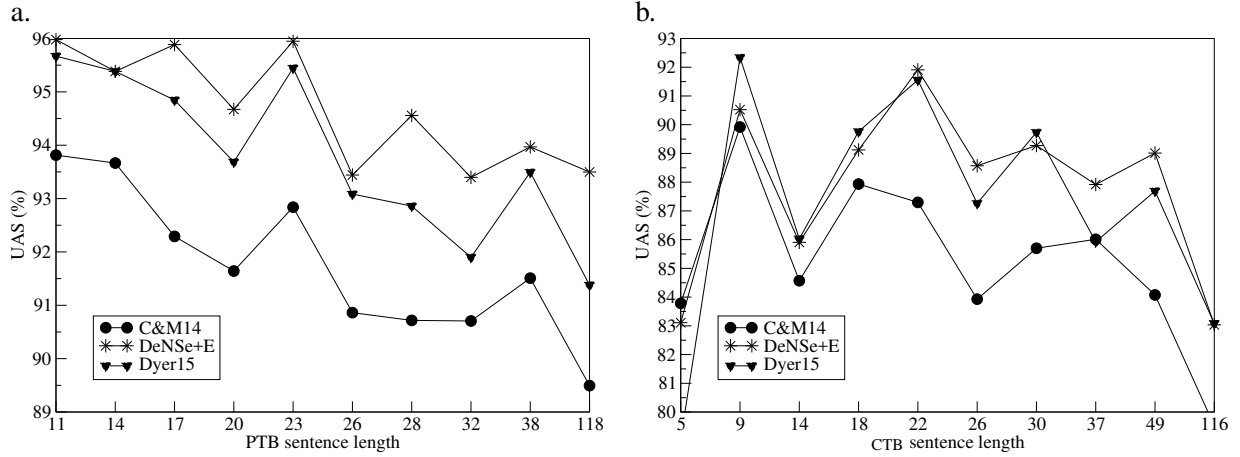 a.
96
95
94
93
92
91
90
89
UAS (%)
C&M14
DeNSe+E
Dyer15
11 14 17 20 23 26 28 32 38 118
PTB sentence length
b.
93
92
91
90
89
88
87
86
85
84
83
82
81
80
UAS (%)
C&M14
DeNSe+E
Dyer15
5 9 14 18 22 26 30 37 49 116
CTB sentence length